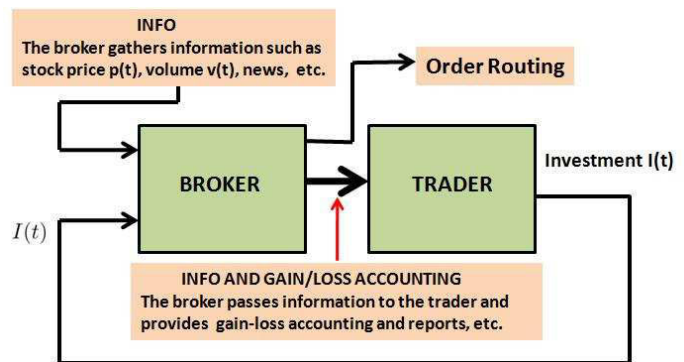 INFO
The broker gathers information such as
stock price p(t), volume v(t), news, etc.
Order Routing
BROKER
TRADER
Investment I(t)
I(t)
INFO AND GAIN/LOSS ACCOUNTING
The broker passes information to the trader and
provides gain-loss accounting and reports, etc.